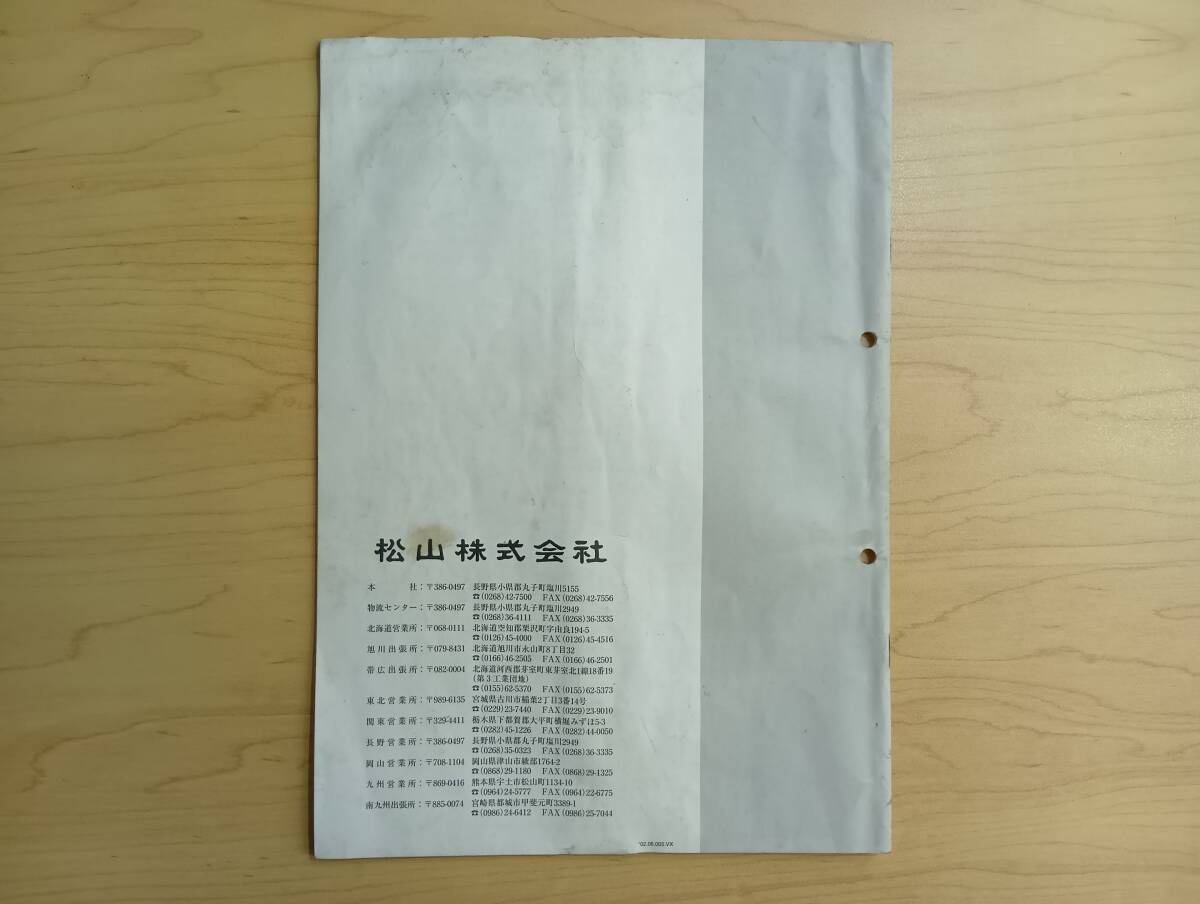 松山株式会社
本社：〒386-0497 長野県小県郡丸子町塩川5155
☎(0268)42-7500 FAX(0268)42-7556
物流センター：〒386-0497 長野県小県郡丸子町塩川2949
☎(0268)36-4111 FAX(0268)36-3335
北海道営業所：〒068-0111 北海道空知郡栗沢町字由良194-5
☎(0126)45-4000 FAX(0126)45-4516
旭川出張所：〒079-8431 北海道旭川市永山町8丁目32
☎(0166)46-2505 FAX(0166)46-2501
帯広出張所：〒082-0004 北海道河西郡芽室町東芽室北1線18番19
(第3工業団地)
☎(0155)62-5370 FAX(0155)62-5373
東北営業所：〒989-6135 宮城県古川市稲葉2丁目3番14号
☎(0229)23-7440 FAX(0229)23-9010
関東営業所：〒329-4411 栃木県下都賀郡大平町横堀みずほ5-3
☎(0282)45-1226 FAX(0282)44-0050
長野営業所：〒386-0497 長野県小県郡丸子町塩川2949
☎(0268)35-0323 FAX(0268)36-3335
岡山営業所：〒708-1104 岡山県津山市綾部1764-2
☎(0868)29-1180 FAX(0868)29-1325
九州営業所：〒869-0416 熊本県宇土市松山町1134-10
☎(0964)24-5777 FAX(0964)22-6775
南九州出張所：〒885-0074 宮崎県都城市甲斐元町3389-1
☎(0986)24-6412 FAX(0986)25-7044
'02.06.003.VX